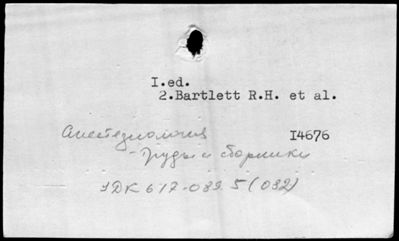 I.ed.
2.Bartlett R.H. et al.
Анестезиология I4676
- Труды и сборники
УДК 617-089.5(082)